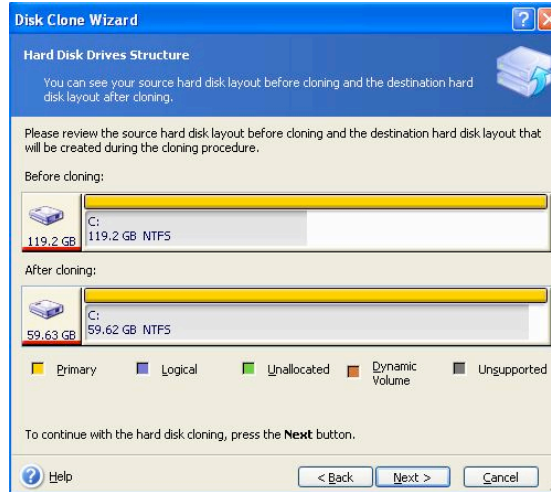 Disk Clone Wizard
Hard Disk Drives Structure
You can see your source hard disk layout before cloning and the destination hard
disk layout after cloning.
Please review the source hard disk layout before cloning and the destination hard disk layout that
will be created during the cloning procedure.
Before cloning:
119.2 GB
C:
119.2 GB NTFS
After cloning:
59.63 GB
C:
59.62 GB NTFS
Primary Logical Unallocated Dynamic Volume Unsupported
To continue with the hard disk cloning, press the Next button.
Help < Back Next > Cancel